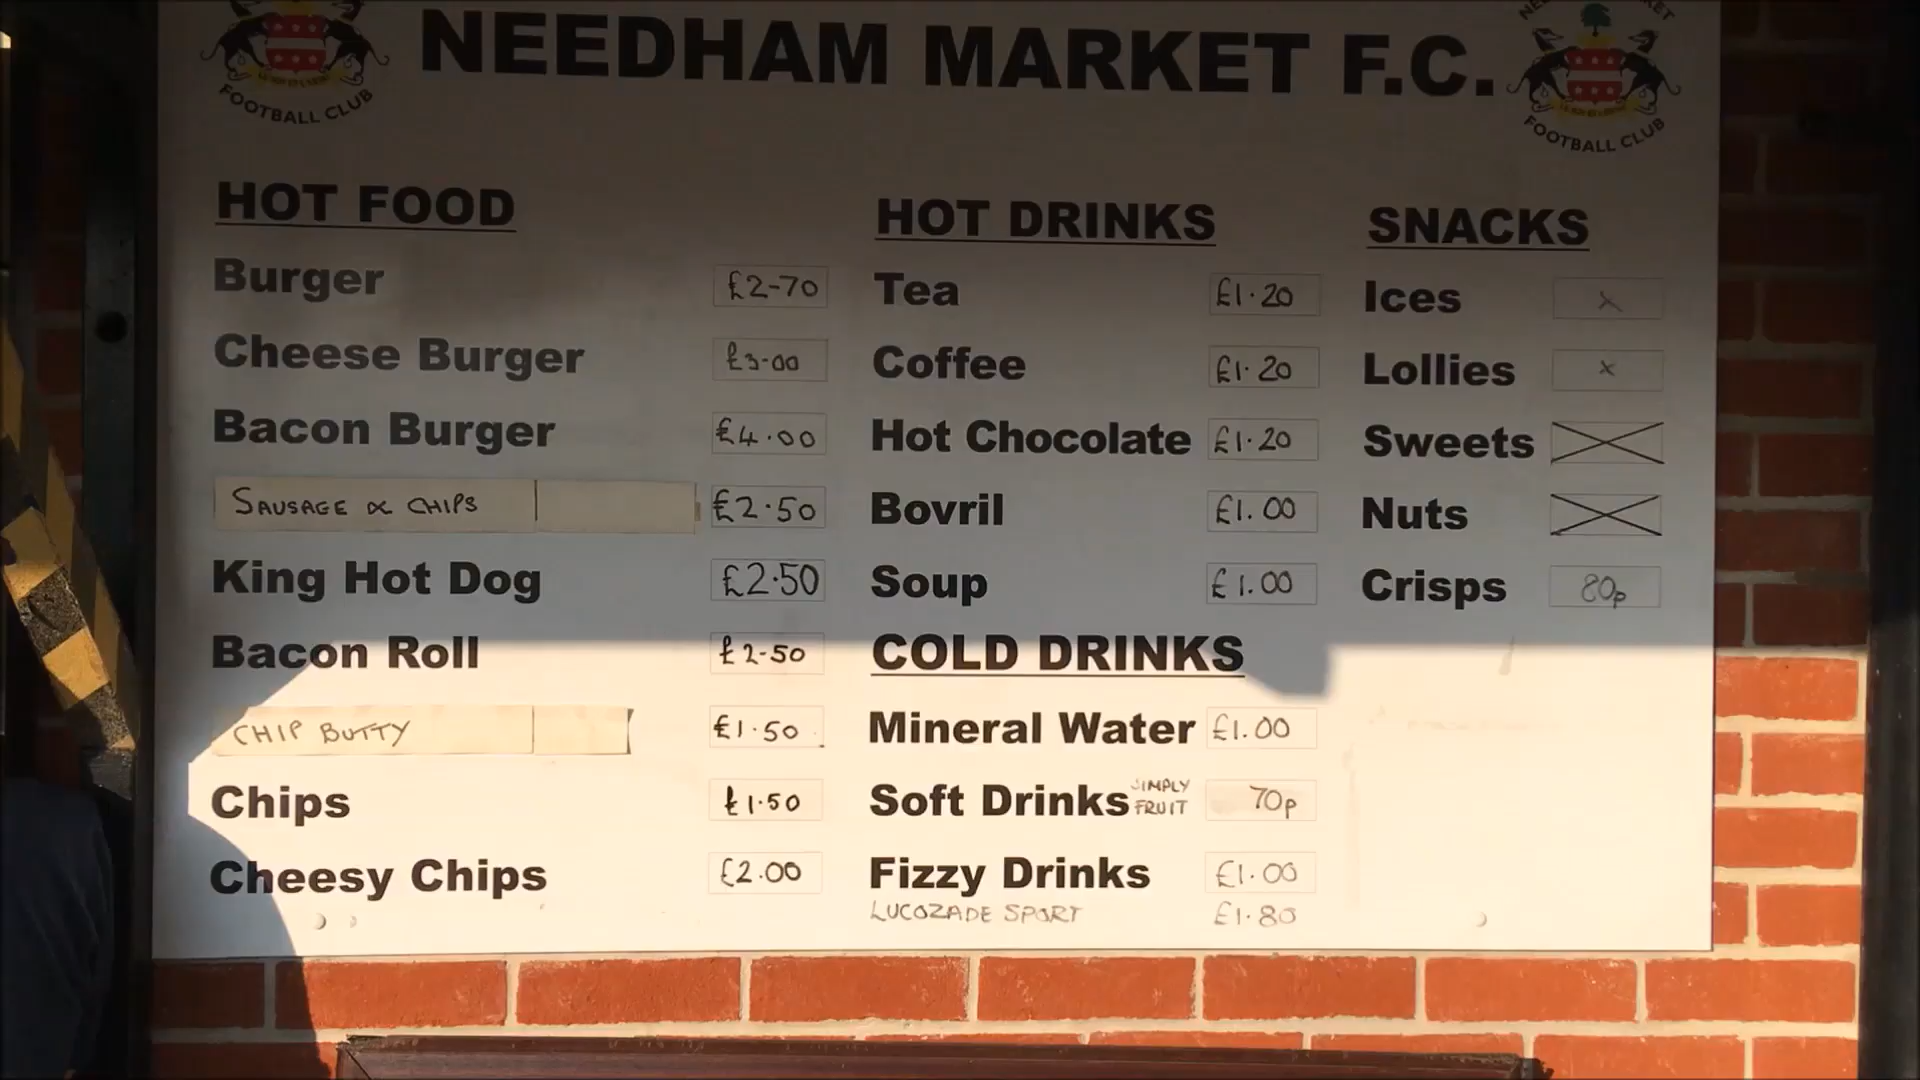 NEEDHAM MARKET F.C.
FOOTBALL CLUB
FOOTBALL CLUB
HOT FOOD
Burger £2-70
Cheese Burger £3-00
Bacon Burger £4.00
SAUSAGE & CHIPS £2.50
King Hot Dog £2.50
Bacon Roll £2-50
CHIP BUTTY £1.50
Chips £1.50
Cheesy Chips £2.00
HOT DRINKS
Tea £1.20
Coffee £1.20
Hot Chocolate £1.20
Bovril £1.00
Soup £1.00
COLD DRINKS
Mineral Water £1.00
Soft Drinks SIMPLY FRUIT 70p
Fizzy Drinks £1.00
LUCOZADE SPORT £1.80
SNACKS
Ices x
Lollies x
Sweets
Nuts
Crisps 80p